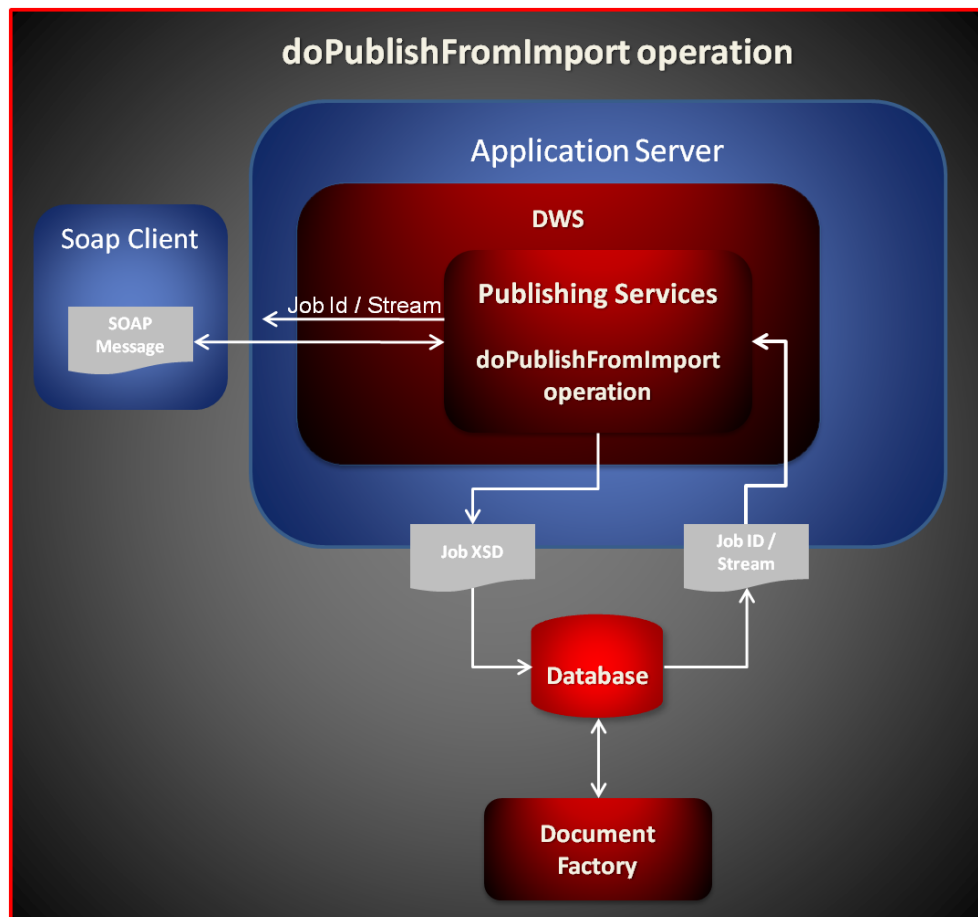 doPublishFromImport operation
Application Server
DWS
Soap Client
Publishing Services
Job Id / Stream
SOAP
Message
doPublishFromImport
operation
Job XSD
Job ID /
Stream
Database
Document
Factory